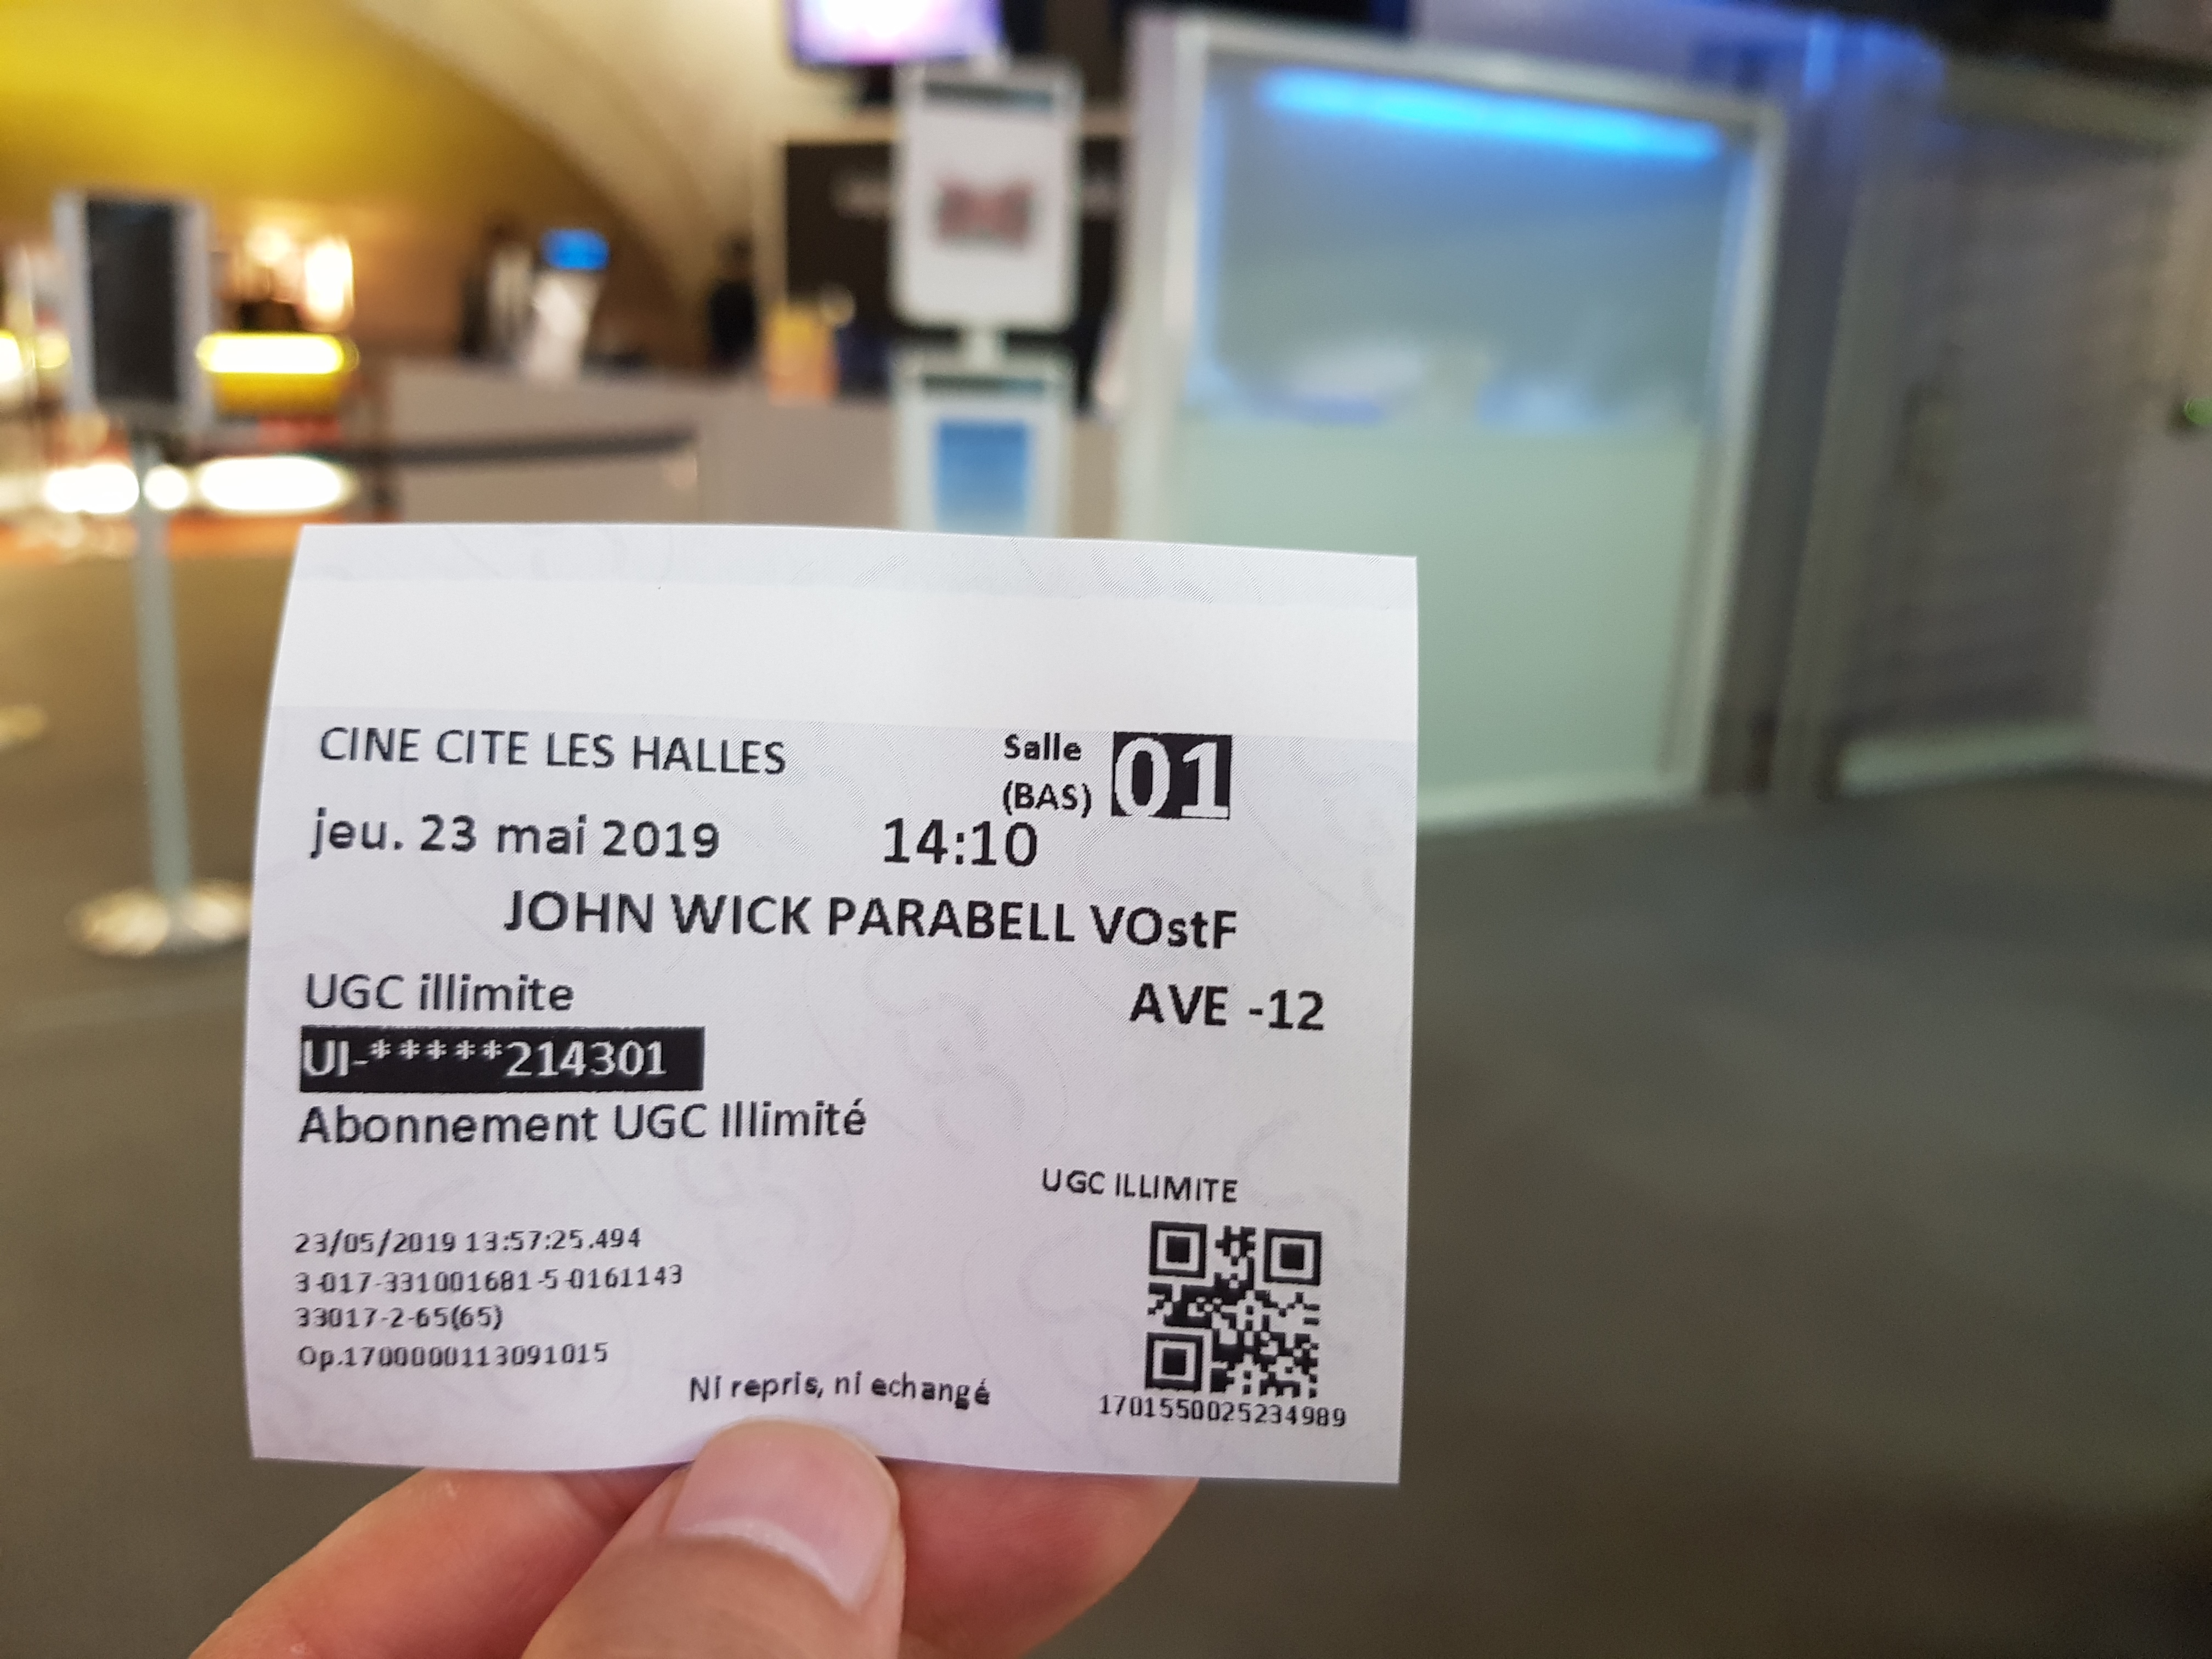 CINE CITE LES HALLES
Salle
(BAS) 01
jeu. 23 mai 2019 14:10
JOHN WICK PARABELL VOstF
UGC illimite
AVE -12
UI-*****214301
Abonnement UGC Illimité
UGC ILLIMITE
23/05/2019 13:57:25.494
3-017-331001681-5-0161143
33017-2-65(65)
Op.1700000113091015
Ni repris, ni echangé
1701550025234989